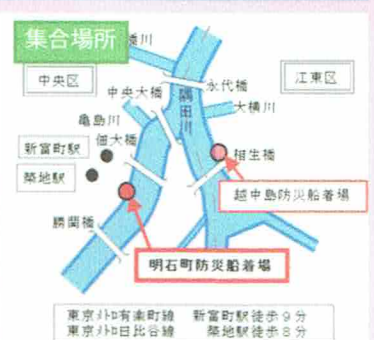 集合場所
橋川
中央区
江東区
中央大橋
永代橋
隅田川
大横川
亀島川
佃大橋
新富町駅
相生橋
築地駅
越中島防災船着場
勝鬨橋
明石町防災船着場
東京メトロ有楽町線 新富町駅徒歩9分
東京メトロ日比谷線 築地駅徒歩8分